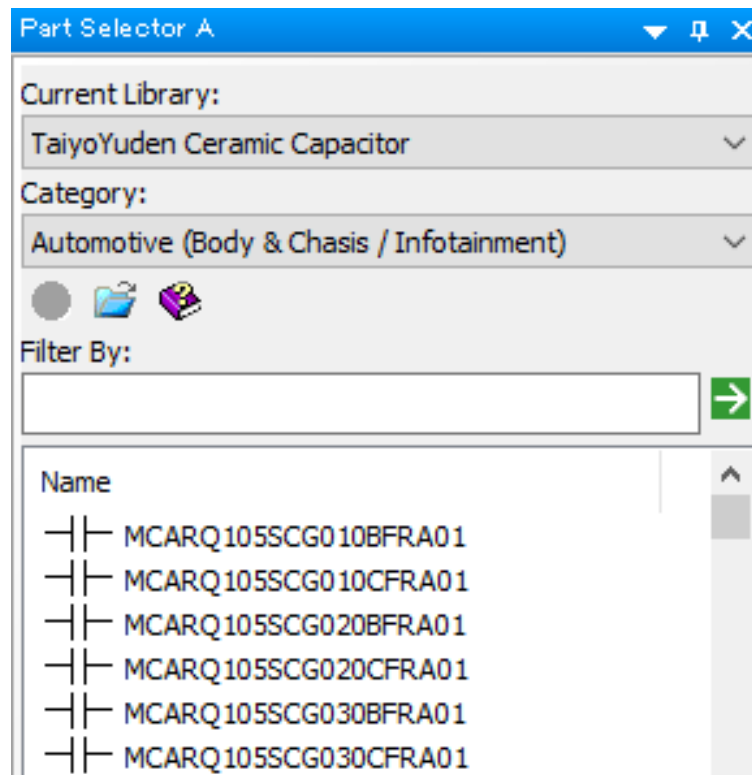 Part Selector A
Current Library:
TaiyoYuden Ceramic Capacitor
Category:
Automotive (Body & Chasis / Infotainment)
Filter By:
Name
MCARQ105SCG010BFRA01
MCARQ105SCG010CFRA01
MCARQ105SCG020BFRA01
MCARQ105SCG020CFRA01
MCARQ105SCG030BFRA01
MCARQ105SCG030CFRA01